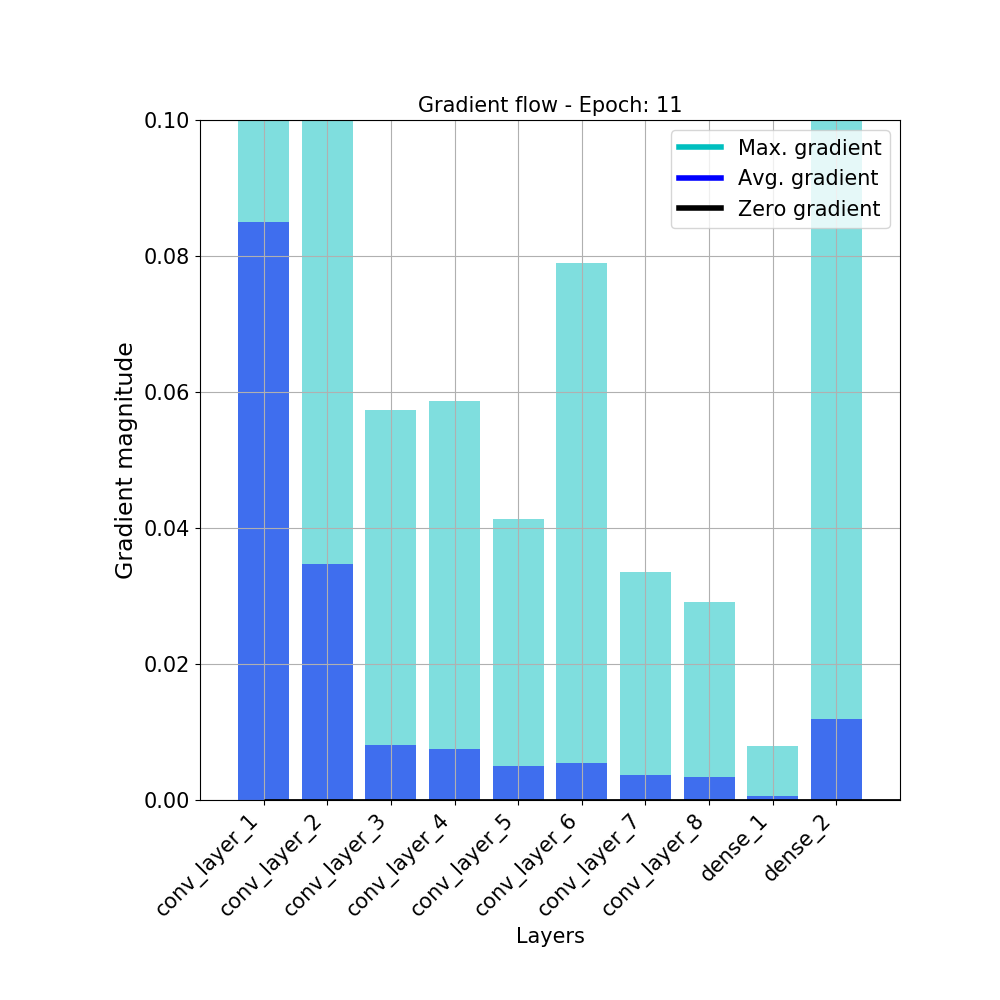 Gradient flow - Epoch: 11
Max. gradient
Avg. gradient
Zero gradient
Gradient magnitude
0.10
0.08
0.06
0.04
0.02
0.00
conv_layer_1
conv_layer_2
conv_layer_3
conv_layer_4
conv_layer_5
conv_layer_6
conv_layer_7
conv_layer_8
dense_1
dense_2
Layers